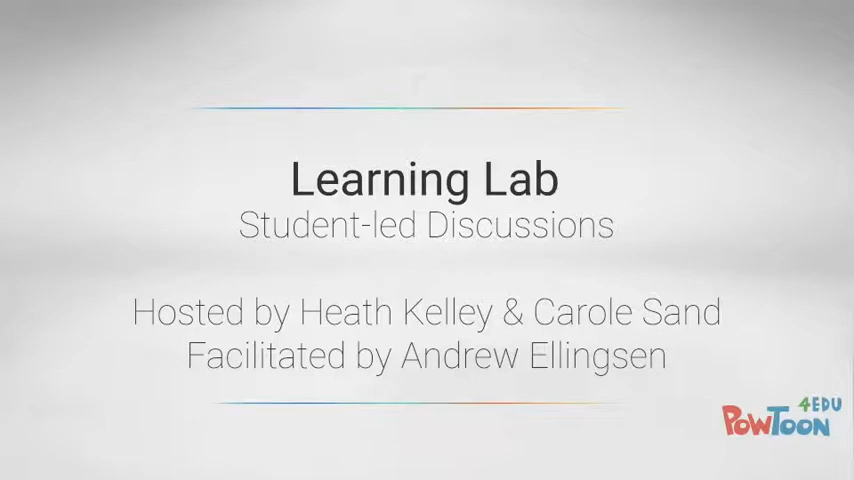 Learning Lab
Student-led Discussions
Hosted by Heath Kelley & Carole Sand
Facilitated by Andrew Ellingsen
4EDU
POWTOON